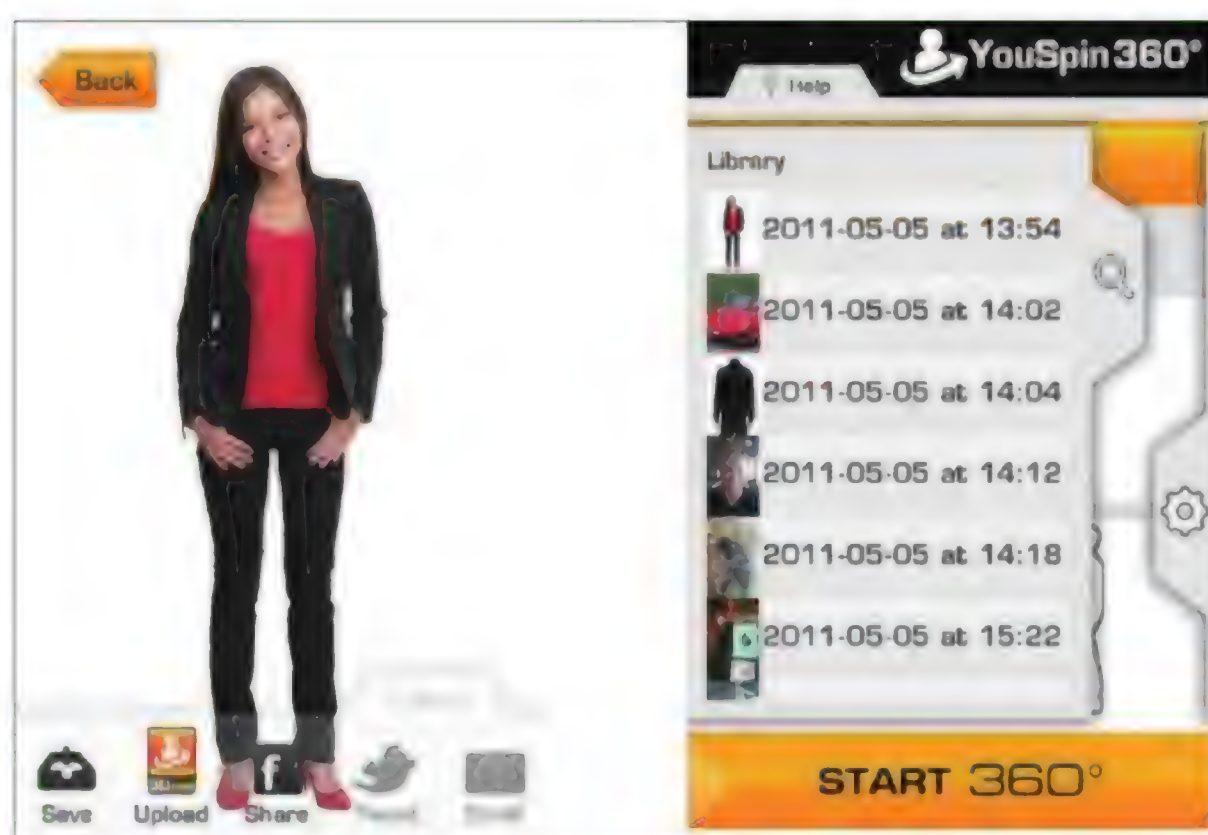 Back
YouSpin360°
Help
Library
2011-05-05 at 13:54
2011-05-05 at 14:02
2011-05-05 at 14:04
2011-05-05 at 14:12
2011-05-05 at 14:18
2011-05-05 at 15:22
Save
Upload
Share
START 360°